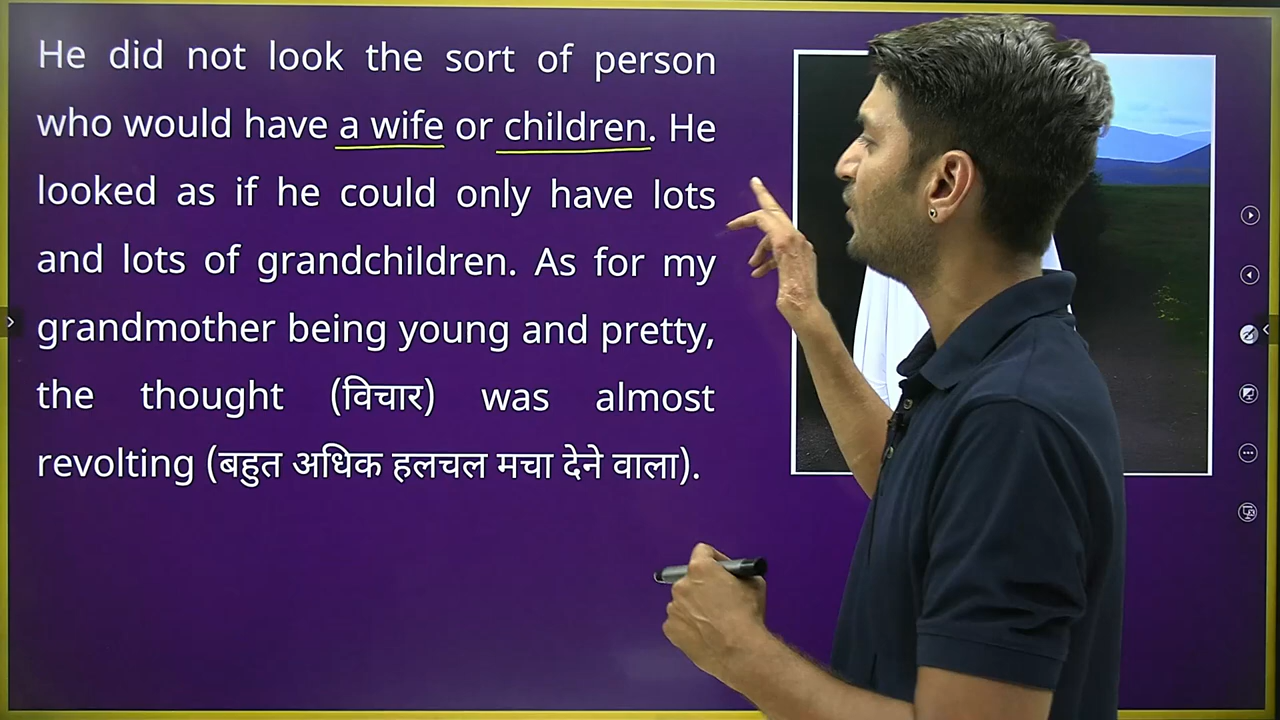 He did not look the sort of person
who would have a wife or children. He
looked as if he could only have lots
and lots of grandchildren. As for my
grandmother being young and pretty,
the thought (विचार) was almost
revolting (बहुत अधिक हलचल मचा देने वाला).